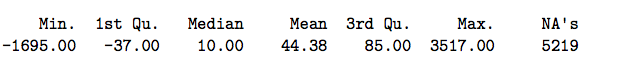 Min. 1st Qu. Median Mean 3rd Qu. Max. NA's
-1695.00 -37.00 10.00 44.38 85.00 3517.00 5219